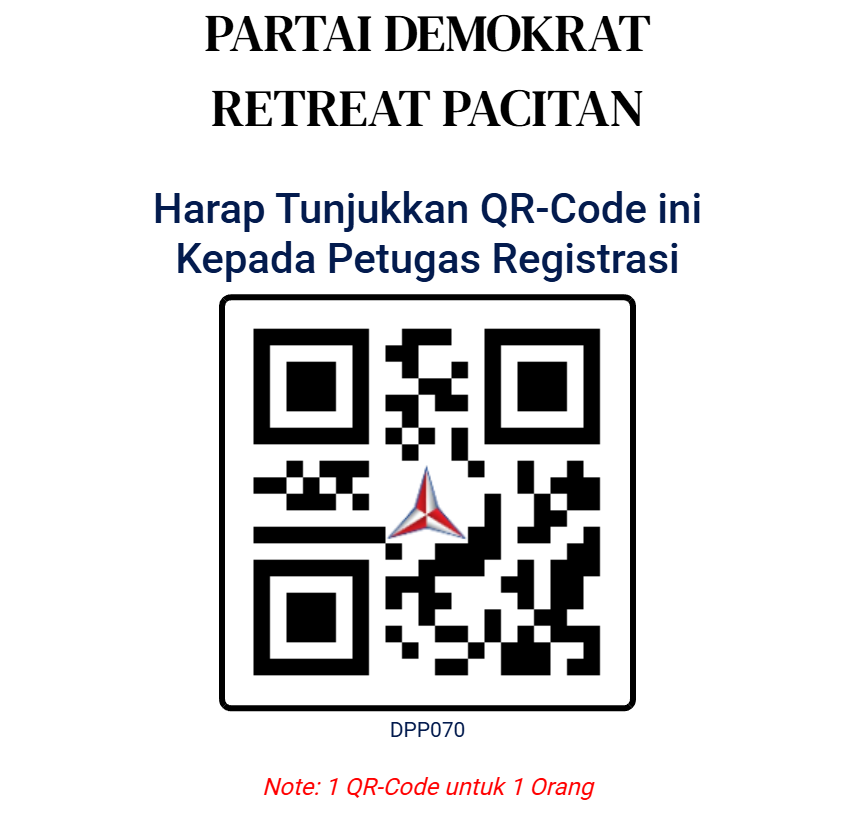 PARTAI DEMOKRAT
RETREAT PACITAN
Harap Tunjukkan QR-Code ini
Kepada Petugas Registrasi
DPP070
Note: 1 QR-Code untuk 1 Orang